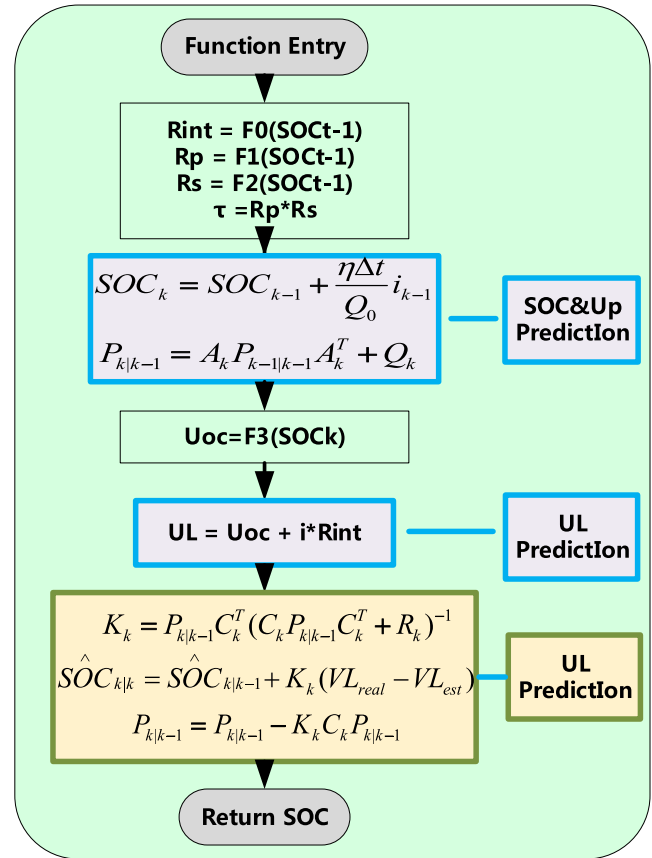 Function Entry
Rint = F0(SOCt-1)
Rp = F1(SOCt-1)
Rs = F2(SOCt-1)
τ =Rp*Rs
SOC_k = SOC_{k-1} + \frac{ηΔt}{Q_0} i_{k-1}
P_{k|k-1} = A_k P_{k-1|k-1} A_k^T + Q_k
SOC&Up
PredictIon
Uoc=F3(SOCk)
UL = Uoc + i*Rint
UL
PredictIon
K_k = P_{k|k-1} C_k^T (C_k P_{k|k-1} C_k^T + R_k)^{-1}
\hat{SOC}_{k|k} = \hat{SOC}_{k|k-1} + K_k (VL_{real} − VL_{est})
P_{k|k-1} = P_{k|k-1} − K_k C_k P_{k|k-1}
UL
PredictIon
Return SOC